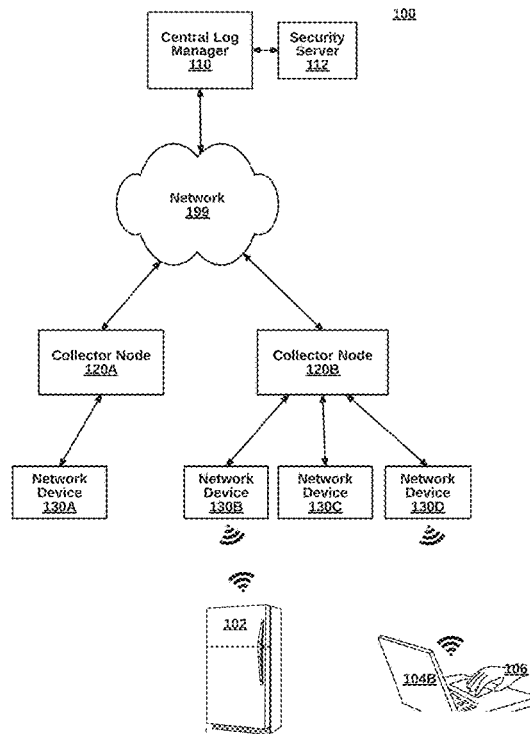 100
Central Log
Manager
110
Security
Server
112
Network
199
Collector Node
120A
Collector Node
120B
Network
Device
130A
Network
Device
130B
Network
Device
130C
Network
Device
130D
102
104B
106